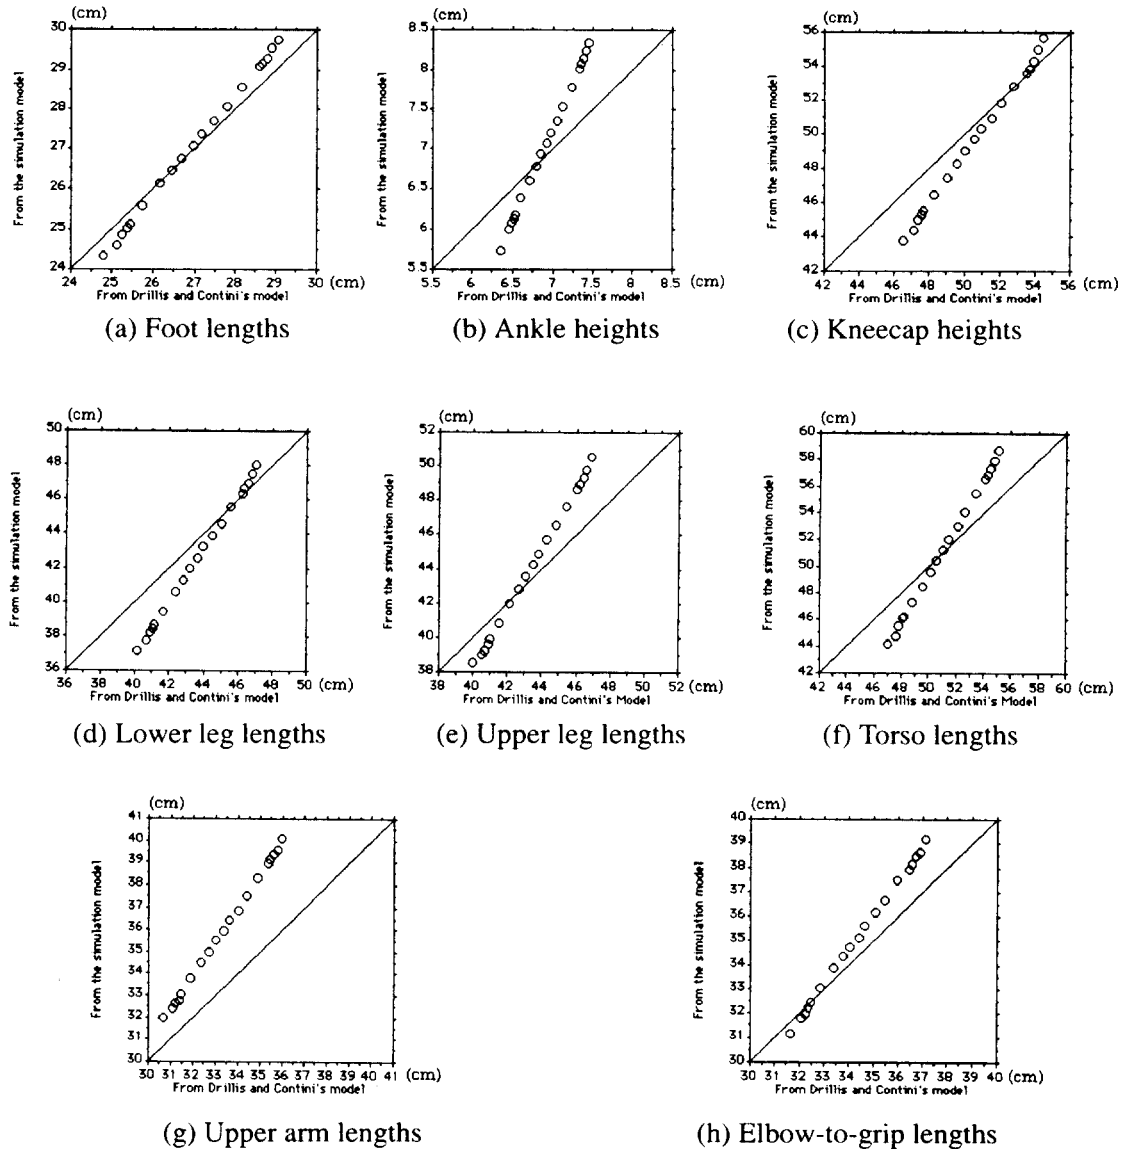 (cm)
30
29
28
27
26
25
24
24 25 26 27 28 29 30 (cm)
From the simulation model
From Drillis and Contini's model
(a) Foot lengths
(cm)
8.5
8.
7.5
7.
6.5
6.
5.5
5.5 6. 6.5 7. 7.5 8. 8.5 (cm)
From the simulation model
From Drillis and Contini's model
(b) Ankle heights
(cm)
56
54
52
50
48
46
44
42
42 44 46 48 50 52 54 56 (cm)
From the simulation model
From Drillis and Contini's model
(c) Kneecap heights
(cm)
50
48
46
44
42
40
38
36
36 38 40 42 44 46 48 50 (cm)
From the simulation model
From Drillis and Contini's model
(d) Lower leg lengths
(cm)
52
50
48
46
44
42
40
38
38 40 42 44 46 48 50 52 (cm)
From the simulation model
From Drillis and Contini's Model
(e) Upper leg lengths
(cm)
60
58
56
54
52
50
48
46
44
42
42 44 46 48 50 52 54 56 58 60 (cm)
From the simulation model
From Drillis and Contini's Model
(f) Torso lengths
(cm)
41
40
39
38
37
36
35
34
33
32
31
30
30 31 32 33 34 35 36 37 38 39 40 41 (cm)
From the simulation model
From Drillis and Contini's model
(g) Upper arm lengths
(cm)
40
39
38
37
36
35
34
33
32
31
30
30 31 32 33 34 35 36 37 38 39 40 (cm)
From the simulation model
From Drillis and Contini's model
(h) Elbow-to-grip lengths